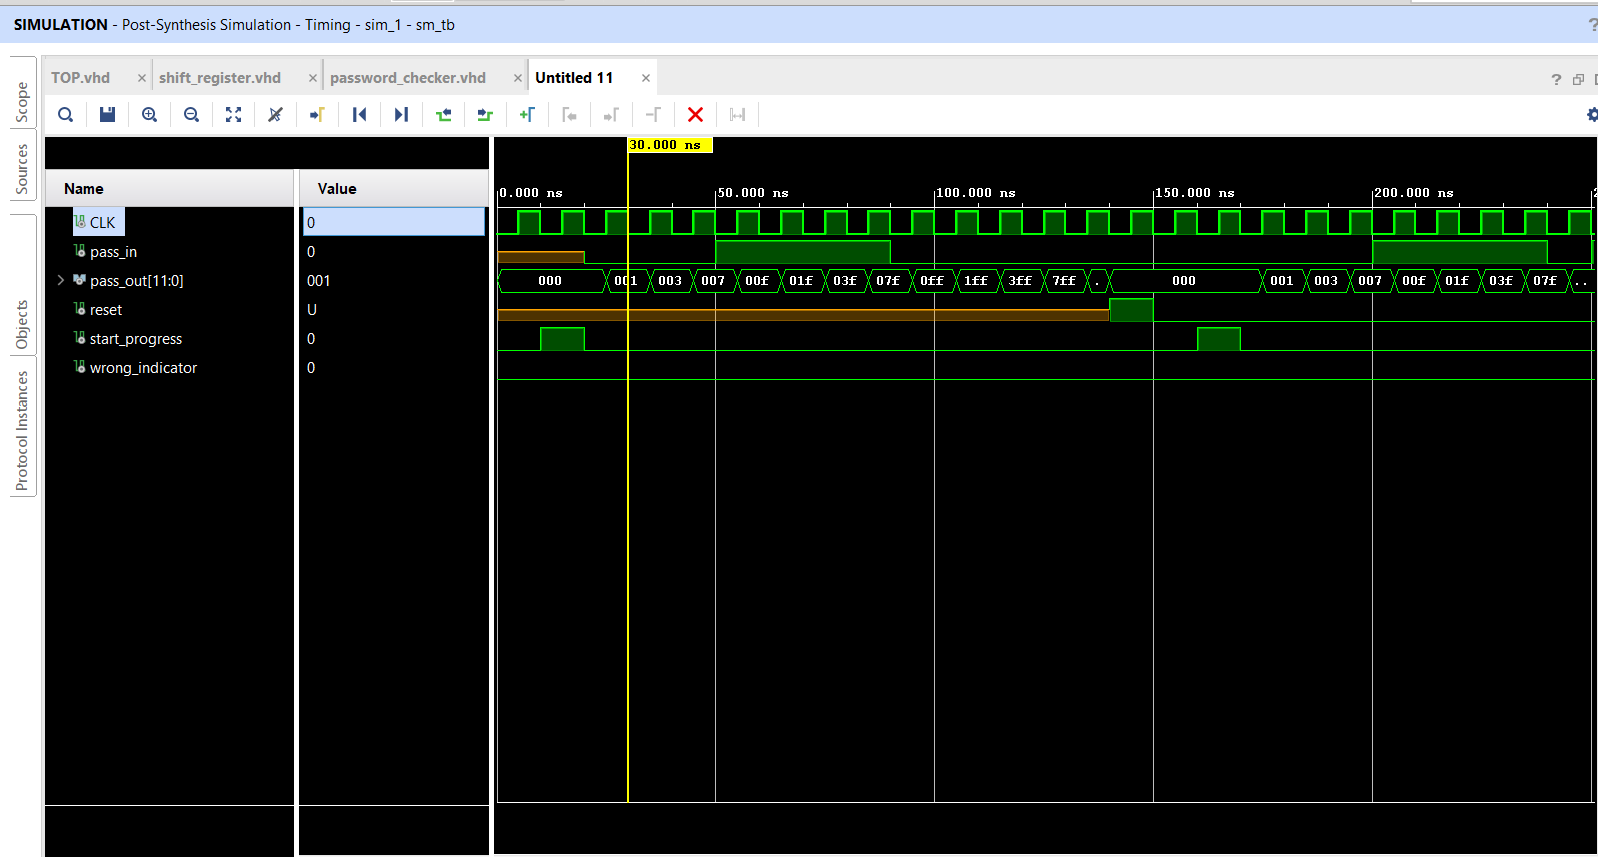 SIMULATION - Post-Synthesis Simulation - Timing - sim_1 - sm_tb ?
TOP.vhd × shift_register.vhd × password_checker.vhd × Untitled 11 × ?
Scope
Sources
Objects
Protocol Instances
30.000 ns
Name Value
0.000 ns 50.000 ns 100.000 ns 150.000 ns 200.000 ns
CLK 0
pass_in 0
pass_out[11:0] 001 000 001 003 007 00f 01f 03f 07f 0ff 1ff 3ff 7ff . 000 001 003 007 00f 01f 03f 07f ..
reset U
start_progress 0
wrong_indicator 0